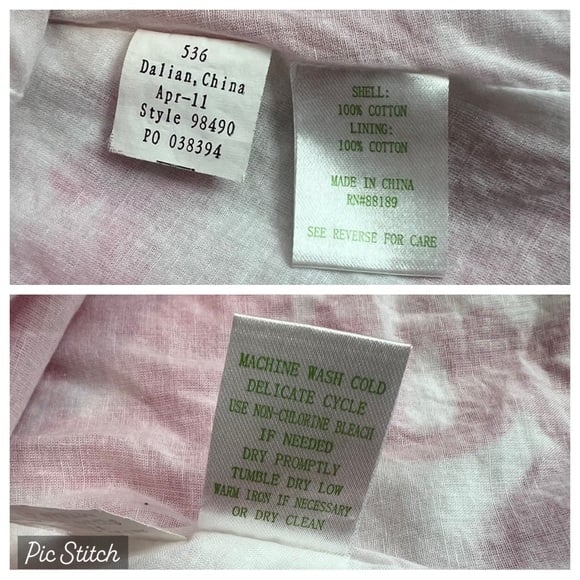 536
Dalian, China
Apr-11
Style 98490
PO 038394
SHELL:
100% COTTON
LINING:
100% COTTON
MADE IN CHINA
RN#88189
SEE REVERSE FOR CARE
MACHINE WASH COLD
DELICATE CYCLE
USE NON-CHLORINE BLEACH
IF NEEDED
DRY PROMPTLY
TUMBLE DRY LOW
WARM IRON IF NECESSARY
OR DRY CLEAN
Pic Stitch